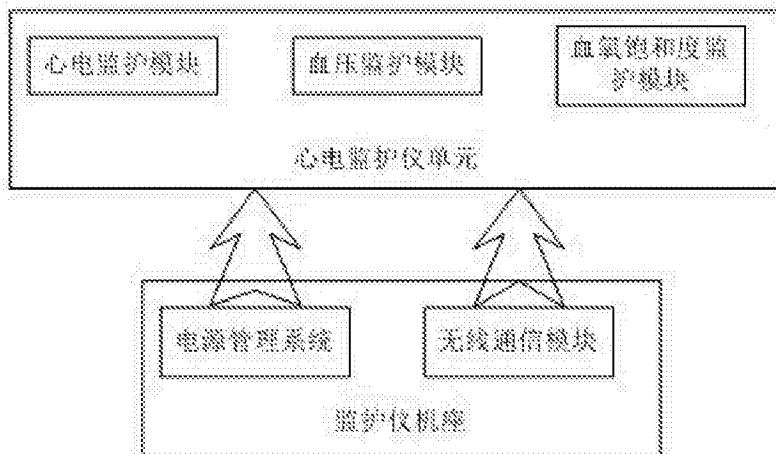 心电监护模块
血压监护模块
血氧饱和度监
护模块
心电监护仪单元
电源管理系统
无线通信模块
监护仪机座